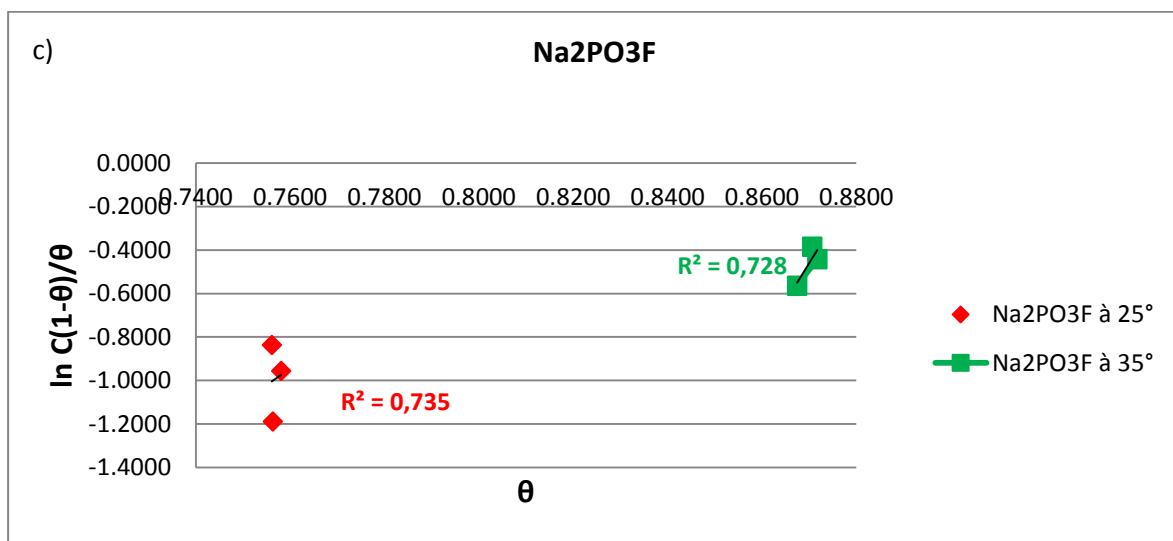 c)
Na2PO3F
0.0000
0.7400 0.7600 0.7800 0.8000 0.8200 0.8400 0.8600 0.8800
-0.2000
-0.4000
R² = 0,728
-0.6000
-0.8000
-1.0000
R² = 0,735
-1.2000
-1.4000
ln C(1-θ)/θ
θ
Na2PO3F à 25°
Na2PO3F à 35°